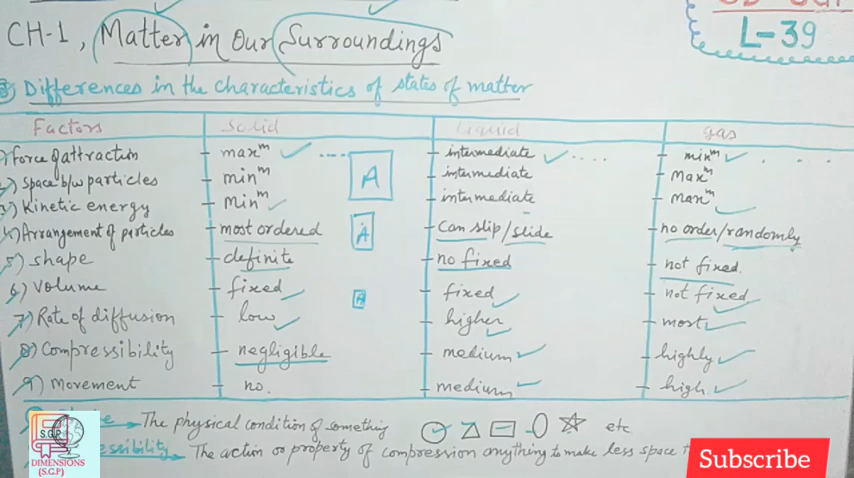 CH-1, Matter in Our Surroundings
L-39
Differences in the characteristics of states of matter
Factors Solid Liquid gas
1) force of attraction maxᵐ intermediate minᵐ
2) Space b/w particles minᵐ intermediate maxᵐ
3) Kinetic energy minᵐ intermediate maxᵐ
4) Arrangement of particles most ordered can slip/slide no order/randomly
5) shape definite no fixed not fixed.
6) Volume fixed fixed not fixed
7) Rate of diffusion low higher most
8) Compressibility negligible medium highly
9) Movement no. medium high.
A
A
A
The physical condition of something etc
The action or property of compression anything to make less space
S.G.P
DIMENSIONS
(S.G.P)
Subscribe